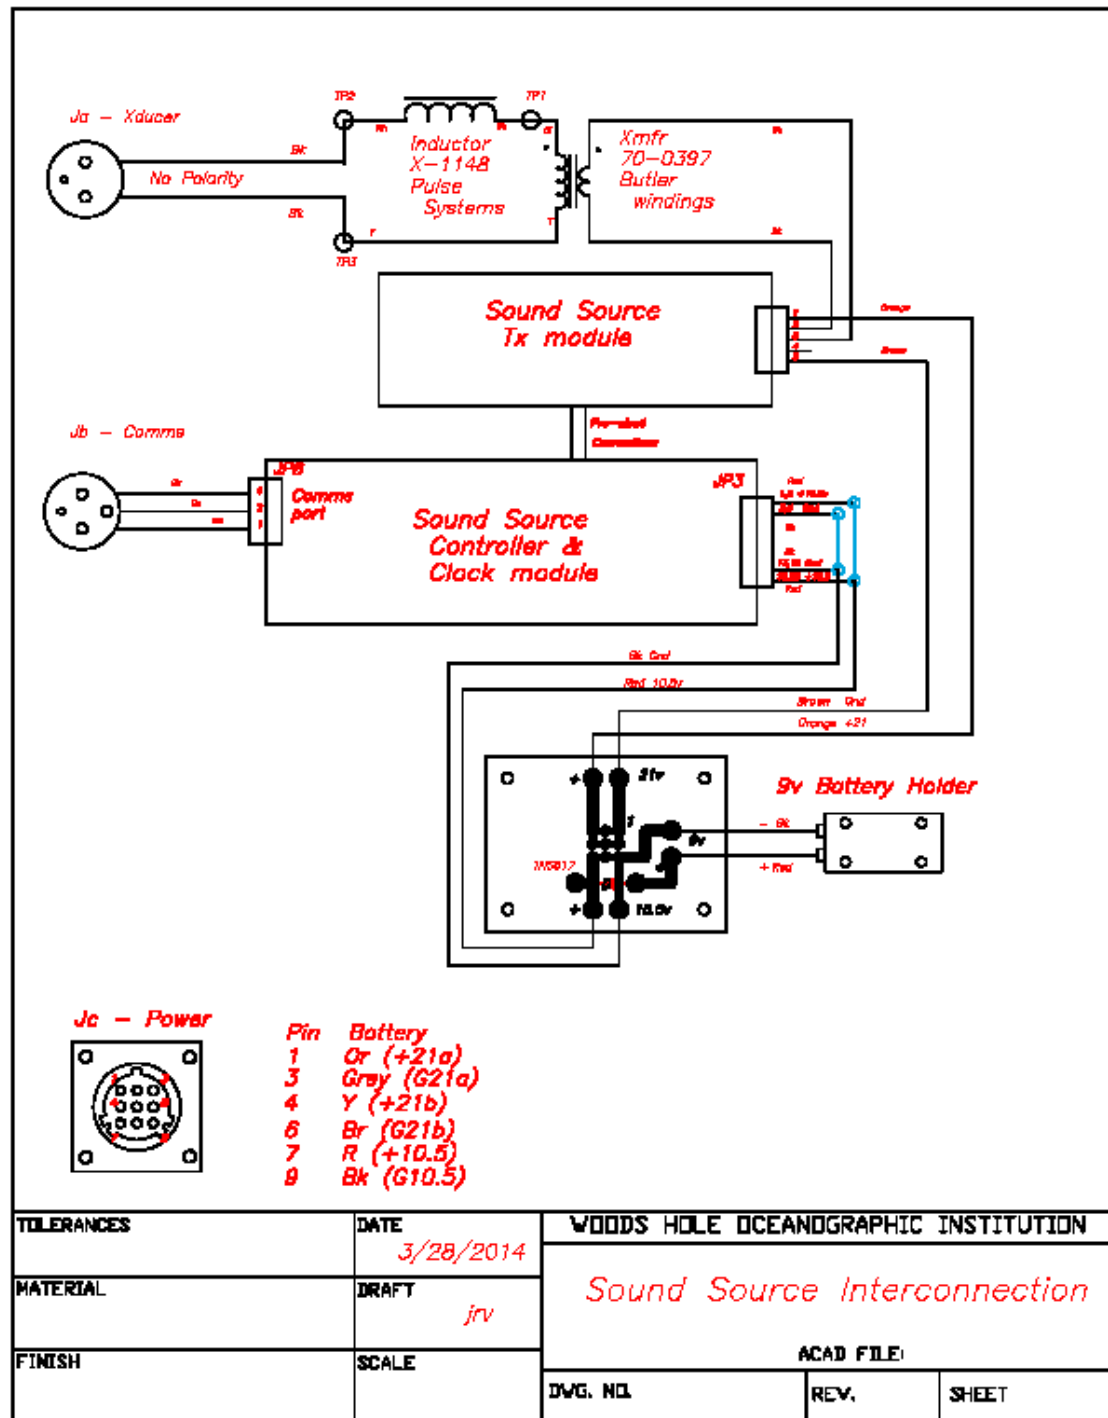 Ja - Xducer
TP2
TP1
Bk
No Polarity
Bk
TP3
Inductor
X-1148
Pulse
Systems
Xmfr
70-0397
Butler
windings
Sound Source
Tx module
Orange
Brown
Jb - Comms
JP6
Comms
port
JP3
Red
Sound Source
Controller &
Clock module
Red
Bk Gnd
Red 10.5v
Brown Gnd
Orange +21
+
21v
9v
+
10.5v
9v Battery Holder
- Bk
+ Red
Jc - Power
Pin Battery
1 Or (+21a)
3 Grey (G21a)
4 Y (+21b)
6 Br (G21b)
7 R (+10.5)
9 Bk (G10.5)
TOLERANCES
DATE
3/28/2014
WOODS HOLE OCEANOGRAPHIC INSTITUTION
MATERIAL
DRAFT
jrv
Sound Source Interconnection
FINISH
SCALE
ACAD FILE:
DWG. NO.
REV.
SHEET